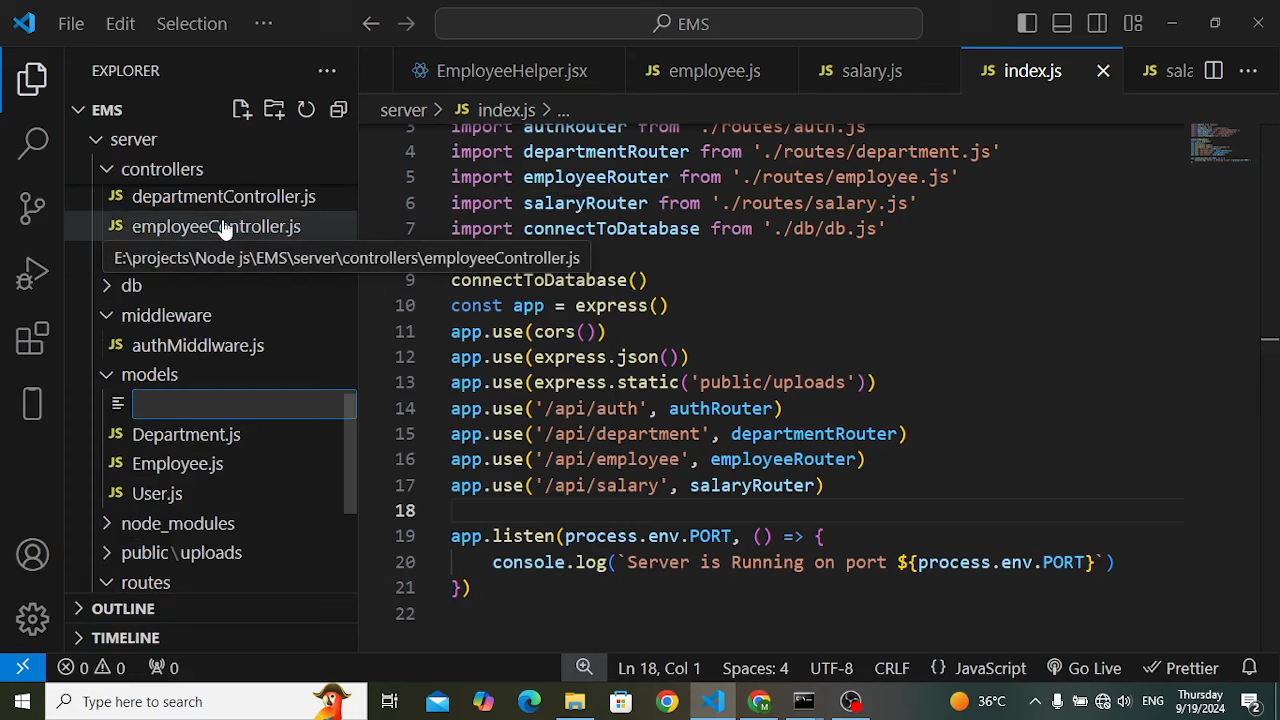 File Edit Selection ··· EMS
EXPLORER ···
EMS
server
controllers
departmentController.js
employeeController.js
E:\projects\Node js\EMS\server\controllers\employeeController.js
db
middleware
authMiddlware.js
models
Department.js
Employee.js
User.js
node_modules
public\uploads
routes
OUTLINE
TIMELINE
EmployeeHelper.jsx JS employee.js JS salary.js JS index.js JS sala ···
server > JS index.js > ...
3 import authRouter from './routes/auth.js'
4 import departmentRouter from './routes/department.js'
5 import employeeRouter from './routes/employee.js'
6 import salaryRouter from './routes/salary.js'
7 import connectToDatabase from './db/db.js'
9 connectToDatabase()
10 const app = express()
11 app.use(cors())
12 app.use(express.json())
13 app.use(express.static('public/uploads'))
14 app.use('/api/auth', authRouter)
15 app.use('/api/department', departmentRouter)
16 app.use('/api/employee', employeeRouter)
17 app.use('/api/salary', salaryRouter)
18
19 app.listen(process.env.PORT, () => {
20 console.log(`Server is Running on port ${process.env.PORT}`)
21 })
22
0 0 0 Ln 18, Col 1 Spaces: 4 UTF-8 CRLF {} JavaScript Go Live Prettier
Type here to search 36°C ENG Thursday 9/19/2024 2